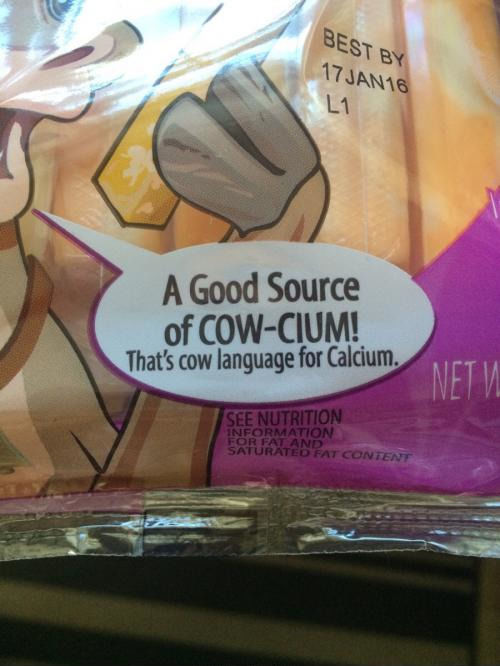 BEST BY
17JAN16
L1
A Good Source
of COW-CIUM!
That's cow language for Calcium.
NET
SEE NUTRITION
INFORMATION
FOR FAT AND
SATURATED FAT CONTENT